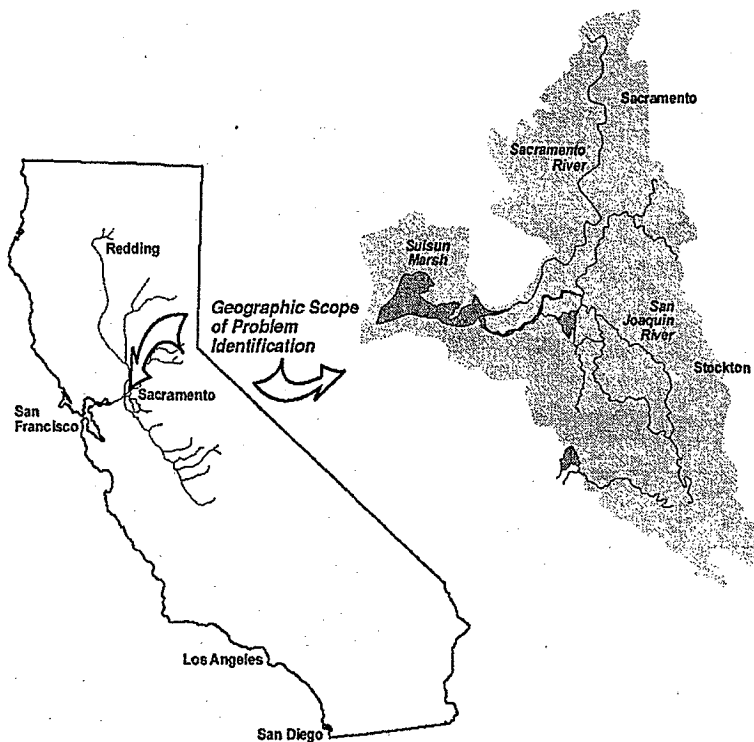 Redding
Geographic Scope
of Problem
Identification
Sacramento
San
Francisco
Los Angeles
San Diego
Sacramento
Sacramento
River
Suisun
Marsh
San
Joaquin
River
Stockton